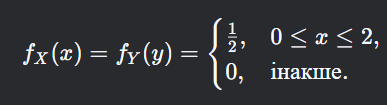 f_X(x) = f_Y(y) = { 1/2, 0 ≤ x ≤ 2,
0, інакше.